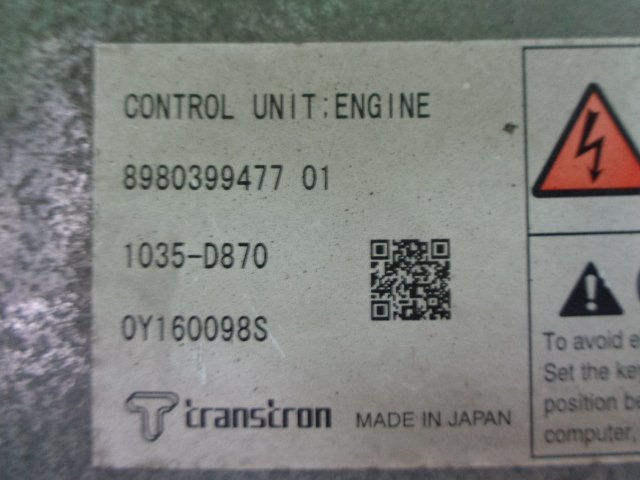 CONTROL UNIT;ENGINE
8980399477 01
1035-D870
0Y160098S
transtron MADE IN JAPAN
To avoid e
Set the key
position be
computer,